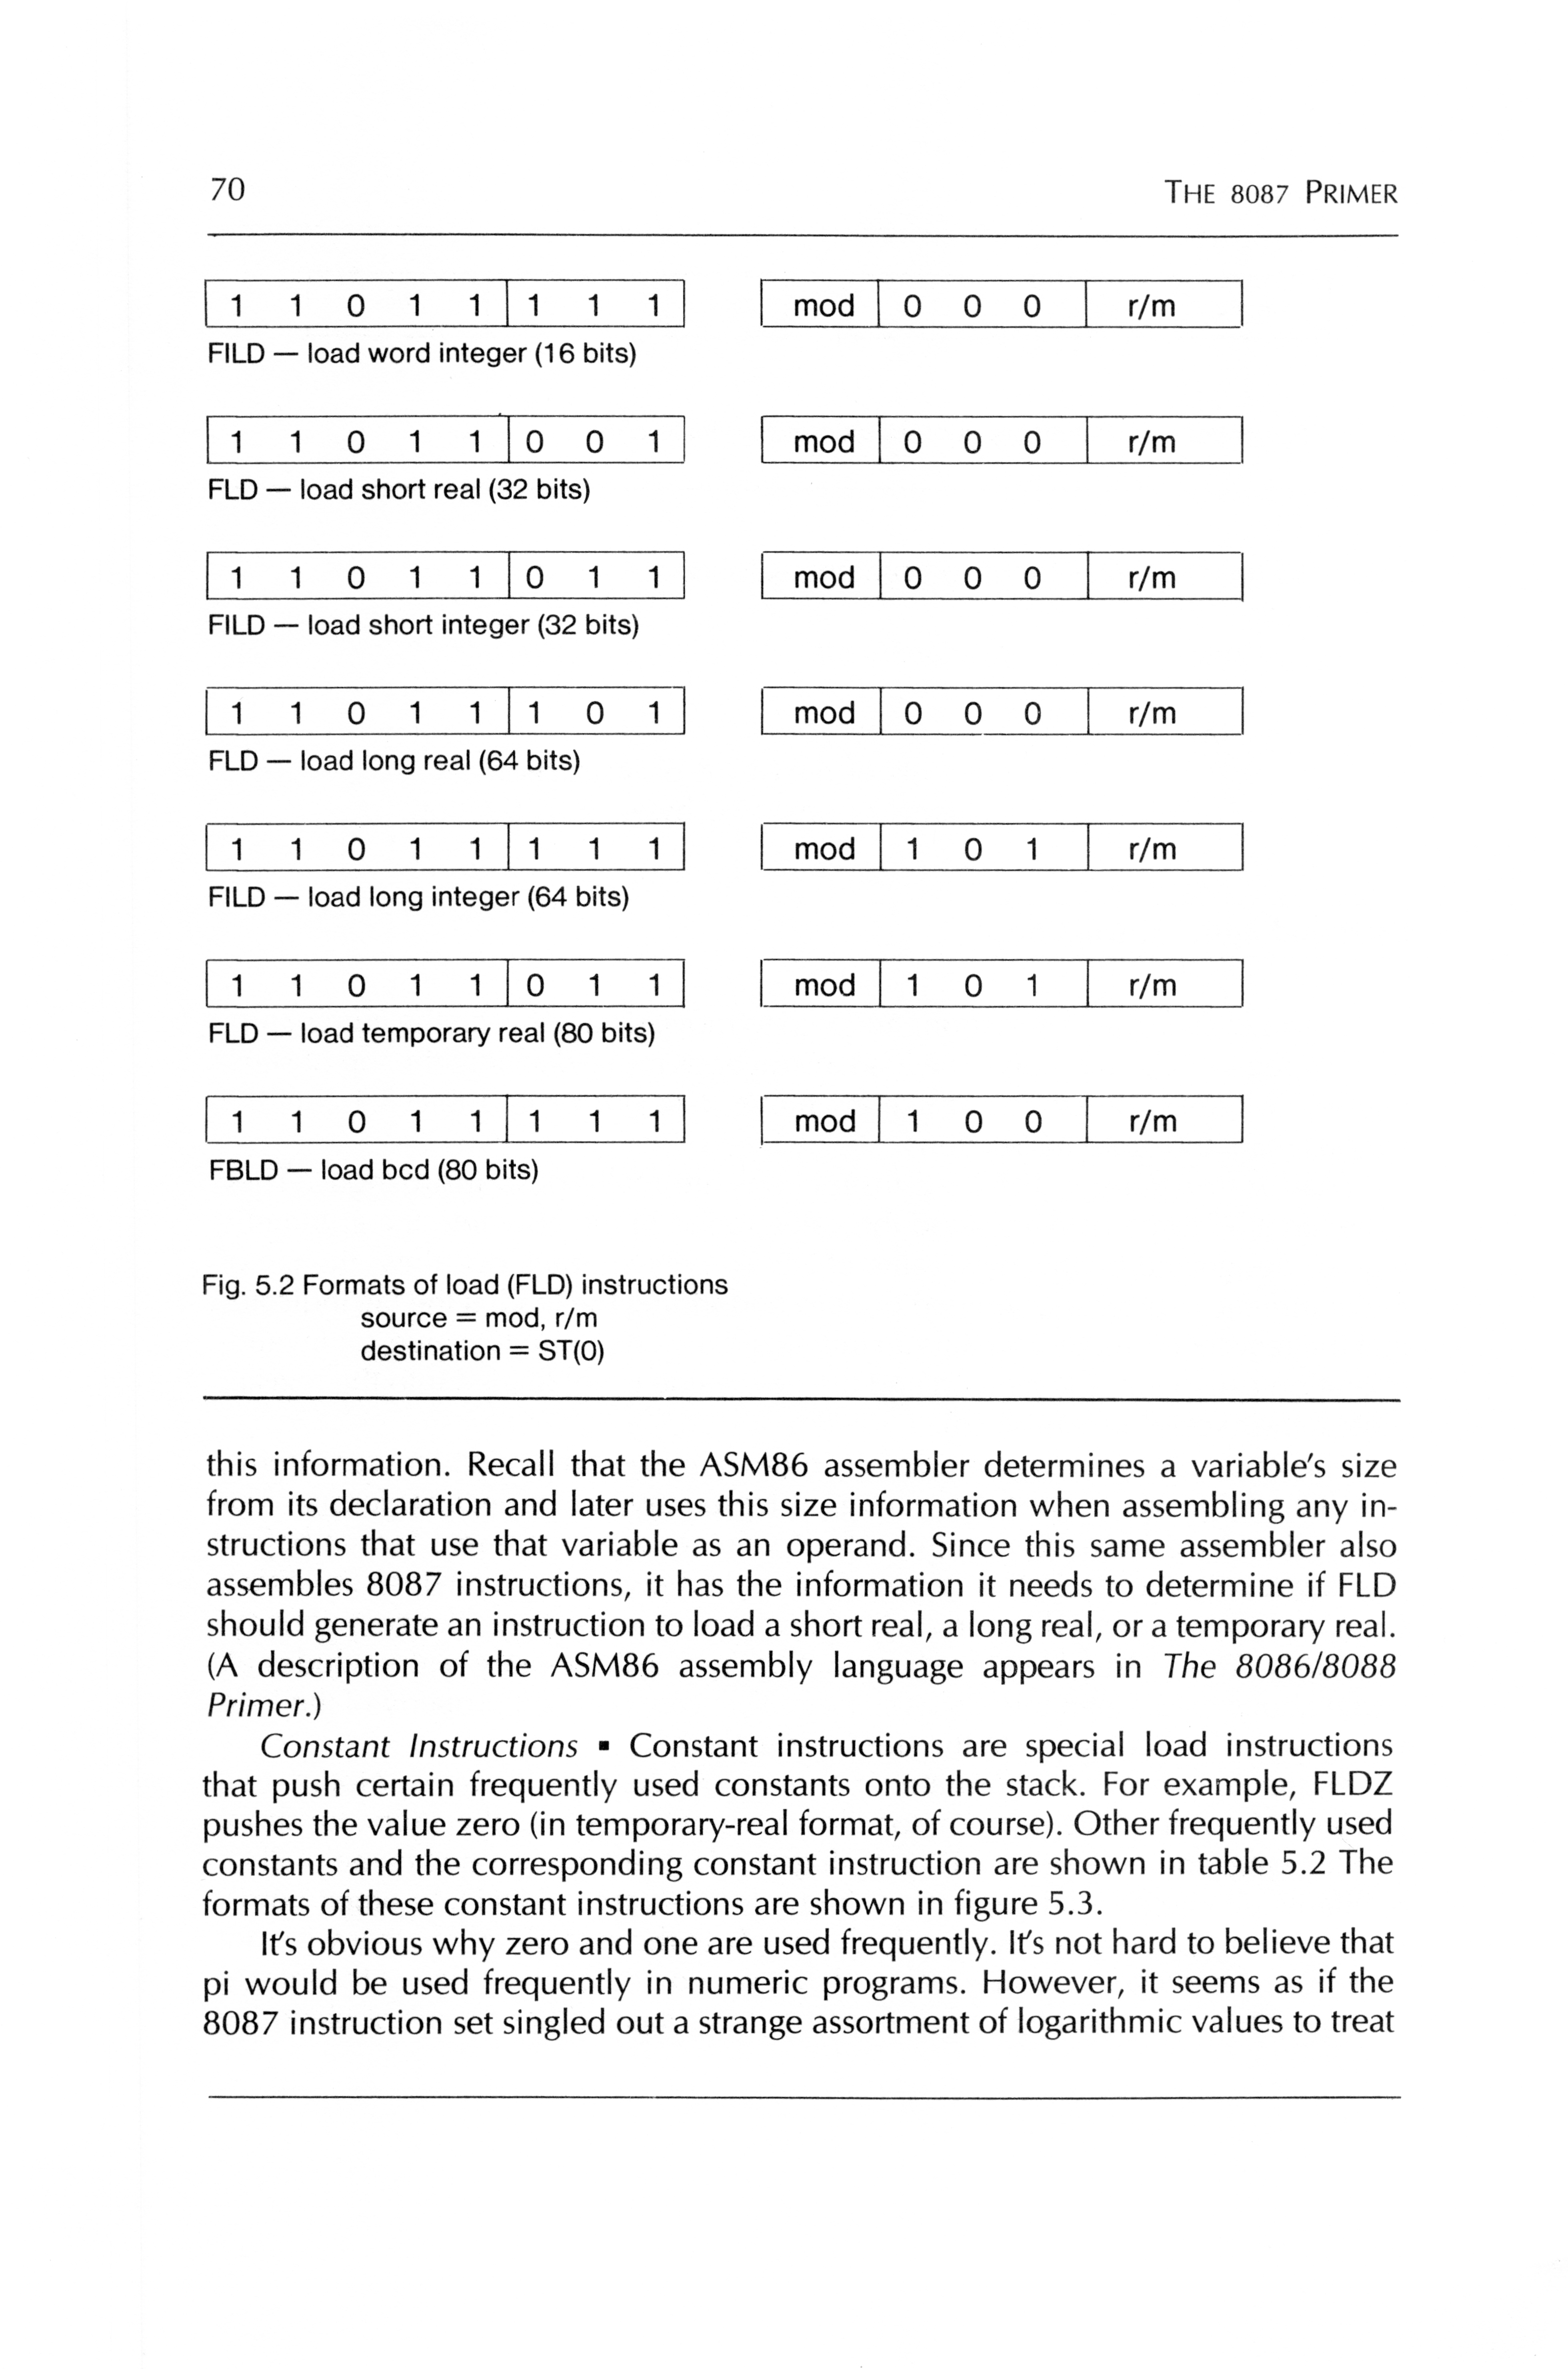 70 THE 8087 PRIMER
1 1 0 1 1 1 1 1 mod 0 0 0 r/m
FILD — load word integer (16 bits)
1 1 0 1 1 0 0 1 mod 0 0 0 r/m
FLD — load short real (32 bits)
1 1 0 1 1 0 1 1 mod 0 0 0 r/m
FILD — load short integer (32 bits)
1 1 0 1 1 1 0 1 mod 0 0 0 r/m
FLD — load long real (64 bits)
1 1 0 1 1 1 1 1 mod 1 0 1 r/m
FILD — load long integer (64 bits)
1 1 0 1 1 0 1 1 mod 1 0 1 r/m
FLD — load temporary real (80 bits)
1 1 0 1 1 1 1 1 mod 1 0 0 r/m
FBLD — load bcd (80 bits)
Fig. 5.2 Formats of load (FLD) instructions
source = mod, r/m
destination = ST(0)
this information. Recall that the ASM86 assembler determines a variable's size
from its declaration and later uses this size information when assembling any in-
structions that use that variable as an operand. Since this same assembler also
assembles 8087 instructions, it has the information it needs to determine if FLD
should generate an instruction to load a short real, a long real, or a temporary real.
(A description of the ASM86 assembly language appears in The 8086/8088
Primer.)
Constant Instructions ▪ Constant instructions are special load instructions
that push certain frequently used constants onto the stack. For example, FLDZ
pushes the value zero (in temporary-real format, of course). Other frequently used
constants and the corresponding constant instruction are shown in table 5.2 The
formats of these constant instructions are shown in figure 5.3.
It's obvious why zero and one are used frequently. It's not hard to believe that
pi would be used frequently in numeric programs. However, it seems as if the
8087 instruction set singled out a strange assortment of logarithmic values to treat